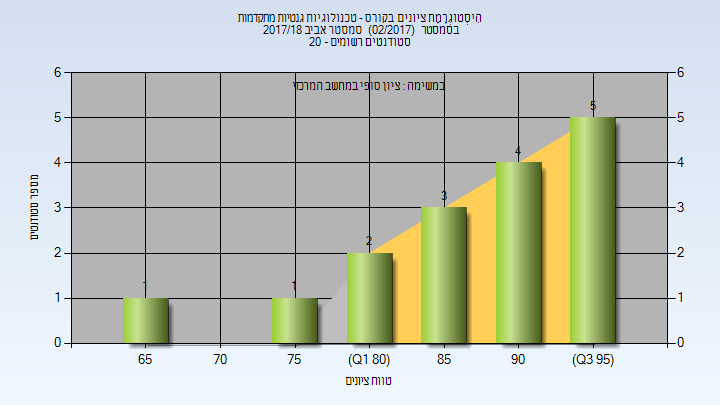 הִיסְטוֹגְרָמַת ציונים בקורס - טכנולוגיות גנטיות מתקדמות
בסמסטר (02/2017) סמסטר אביב 2017/18
סטודנטים רשומים - 20
במשימה : ציון סופי במחשב המרכזי
6 6
5 5 5
4 4 4
3 3 3
2 2 2
1 1 1 1
0 0
מספר סטודנטים
65 70 75 (Q1 80) 85 90 (Q3 95)
טווח ציונים